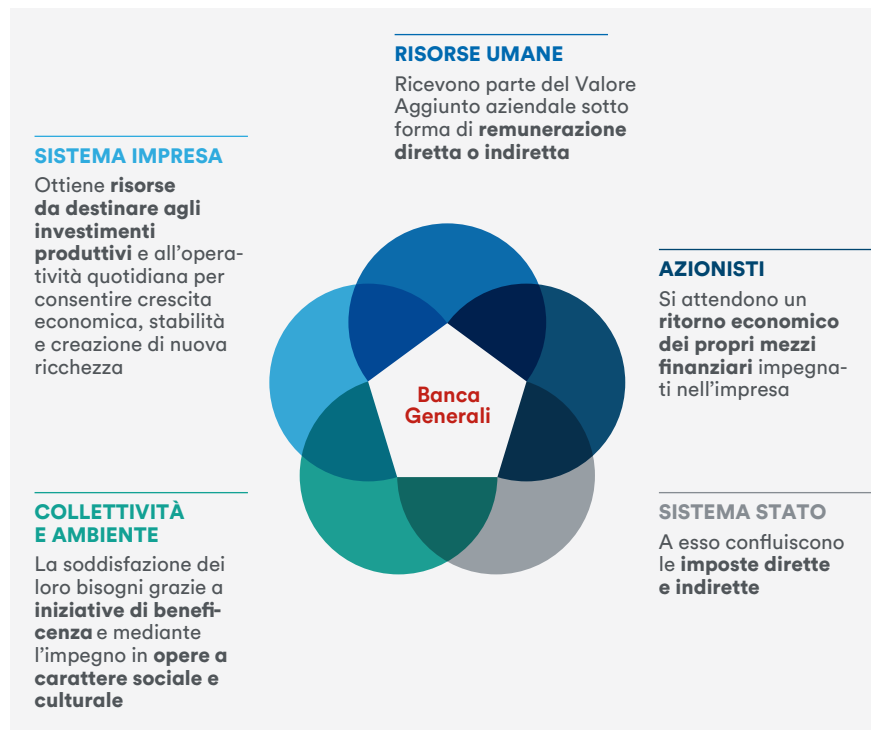 RISORSE UMANE
Ricevono parte del Valore
Aggiunto aziendale sotto
forma di remunerazione
diretta o indiretta
SISTEMA IMPRESA
Ottiene risorse
da destinare agli
investimenti
produttivi e all’opera-
tività quotidiana per
consentire crescita
economica, stabilità
e creazione di nuova
ricchezza
AZIONISTI
Si attendono un
ritorno economico
dei propri mezzi
finanziari impegna-
ti nell’impresa
Banca
Generali
COLLETTIVITÀ
E AMBIENTE
La soddisfazione dei
loro bisogni grazie a
iniziative di benefi-
cenza e mediante
l’impegno in opere a
carattere sociale e
culturale
SISTEMA STATO
A esso confluiscono
le imposte dirette
e indirette